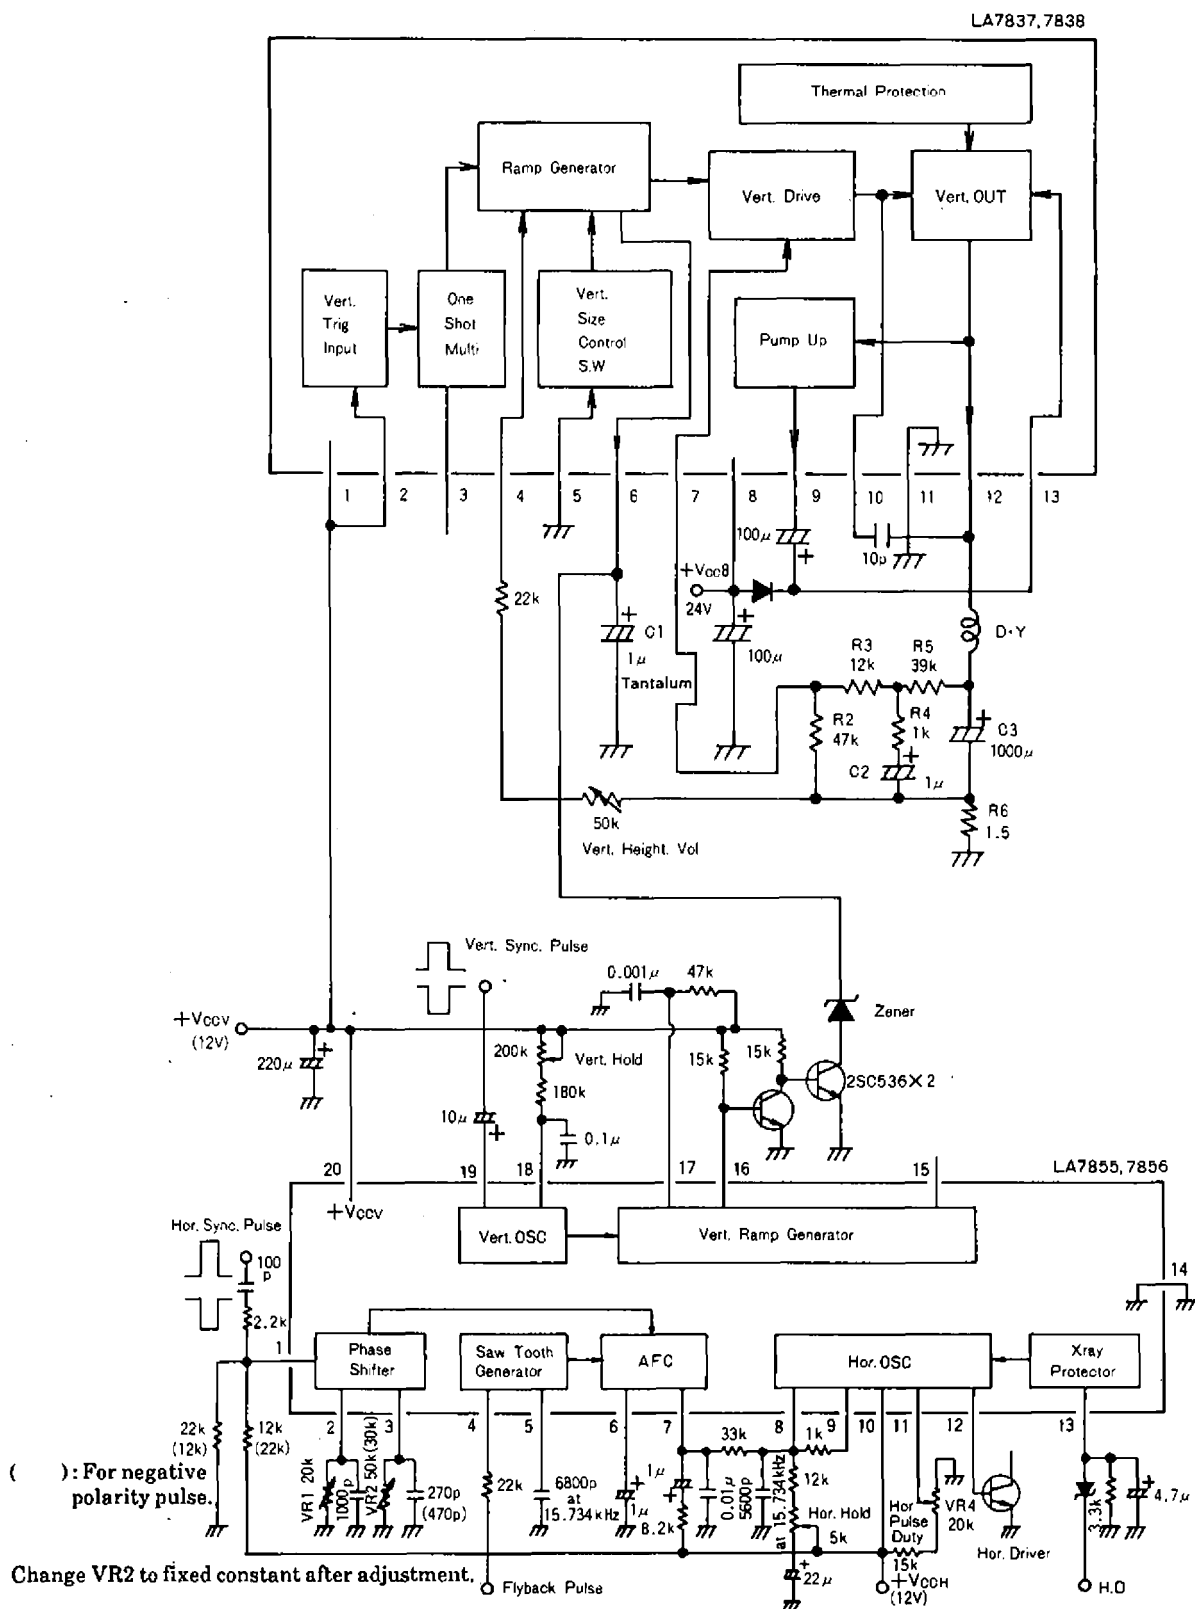 LA7837,7838
Thermal Protection
Ramp Generator
Vert. Drive
Vert. OUT
Vert.
Trig
Input
One
Shot
Multi
Vert.
Size
Control
S.W
Pump Up
1
2
3
4
5
6
7
8
9
10
11
12
13
22k
C1
1μ
Tantalum
+Vcc8
24V
100μ
100μ
10p
D·Y
R3
12k
R5
39k
R2
47k
R4
1k
C2
1μ
C3
1000μ
R6
1.5
50k
Vert. Height. Vol
Vert. Sync. Pulse
0.001μ
47k
Zener
+VCCV
(12V)
220μ
200k
Vert. Hold
180k
10μ
0.1μ
15k
15k
2SC536×2
20
19
18
17
16
15
LA7855,7856
+VCCV
Vert. OSC
Vert. Ramp Generator
14
Hor. Sync. Pulse
100
p
2.2k
1
Phase
Shifter
Saw Tooth
Generator
AFC
Hor. OSC
Xray
Protector
2
3
4
5
6
7
8
9
10
11
12
13
22k
(12k)
12k
(22k)
( ): For negative
polarity pulse.
VR1 20k
1000p
VR2 50k(30k)
270p
(470p)
22k
6800p
at
15.734kHz
1μ
1μ
8.2k
0.01μ
33k
5600p
at 15.734kHz
1k
12k
Hor. Hold
5k
22μ
Hor
Pulse
Duty
15k
VR4
20k
Hor. Driver
3.3k
4.7μ
Change VR2 to fixed constant after adjustment.
Flyback Pulse
+VCCH
(12V)
H.D